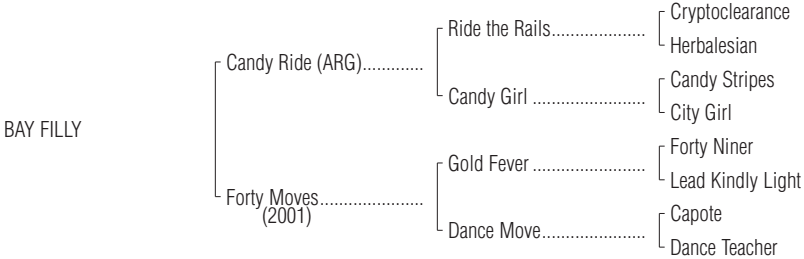 Cryptoclearance
Ride the Rails.....................
Herbalesian
Candy Ride (ARG).............
Candy Stripes
Candy Girl .........................
City Girl
BAY FILLY
Forty Niner
Gold Fever .........................
Lead Kindly Light
Forty Moves.......................
(2001)
Capote
Dance Move.......................
Dance Teacher